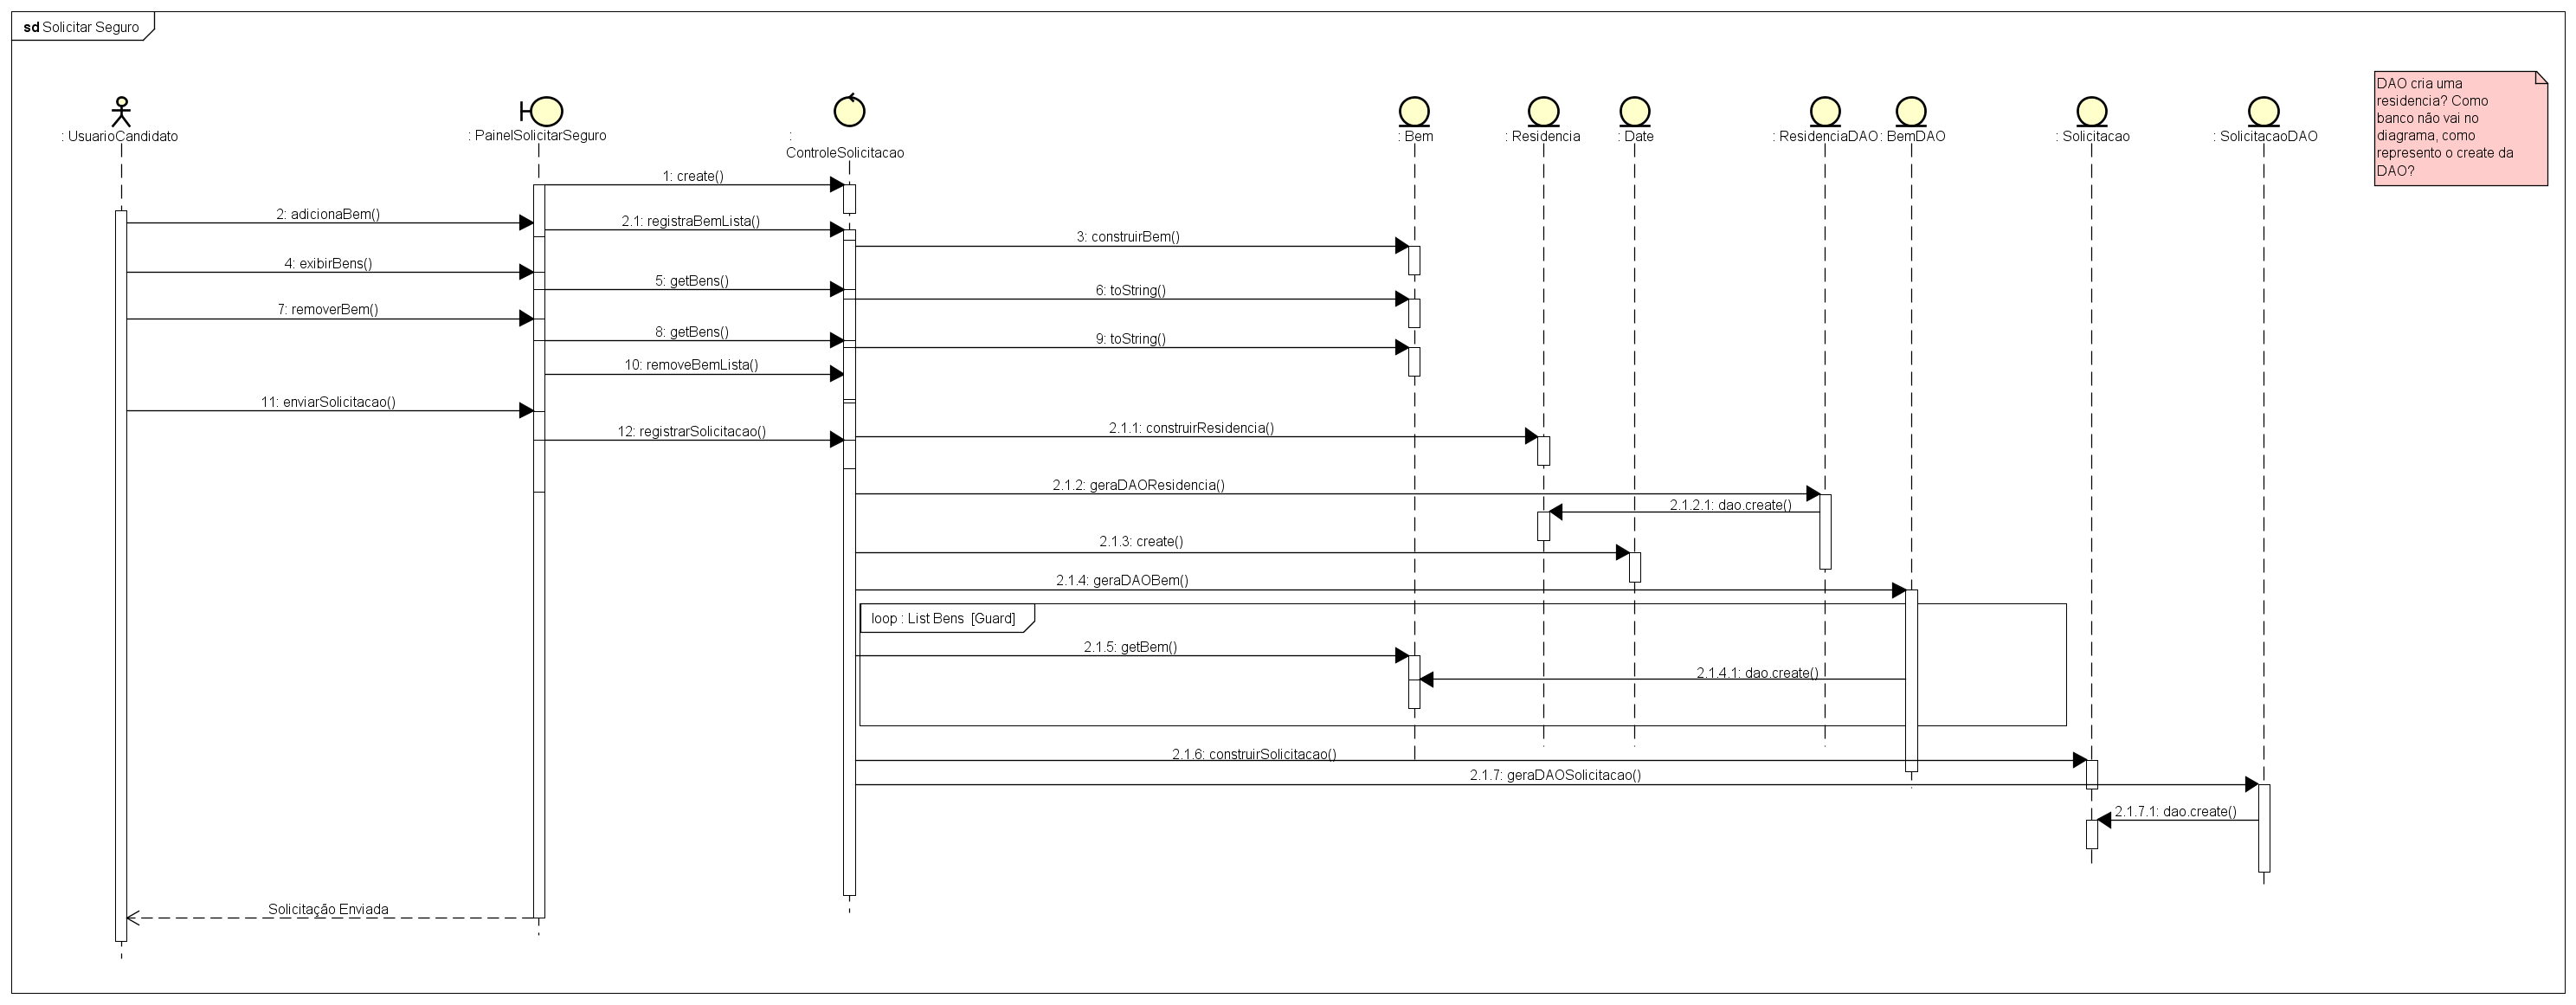 sd Solicitar Seguro
DAO cria uma
residencia? Como
banco não vai no
diagrama, como
represento o create da
DAO?
: UsuarioCandidato
: PainelSolicitarSeguro
:
ControleSolicitacao
: Bem
: Residencia
: Date
: ResidenciaDAO
: BemDAO
: Solicitacao
: SolicitacaoDAO
1: create()
2: adicionaBem()
2.1: registraBemLista()
3: construirBem()
4: exibirBens()
5: getBens()
6: toString()
7: removerBem()
8: getBens()
9: toString()
10: removeBemLista()
11: enviarSolicitacao()
12: registrarSolicitacao()
2.1.1: construirResidencia()
2.1.2: geraDAOResidencia()
2.1.2.1: dao.create()
2.1.3: create()
2.1.4: geraDAOBem()
loop : List Bens [Guard]
2.1.5: getBem()
2.1.4.1: dao.create()
2.1.6: construirSolicitacao()
2.1.7: geraDAOSolicitacao()
2.1.7.1: dao.create()
Solicitação Enviada